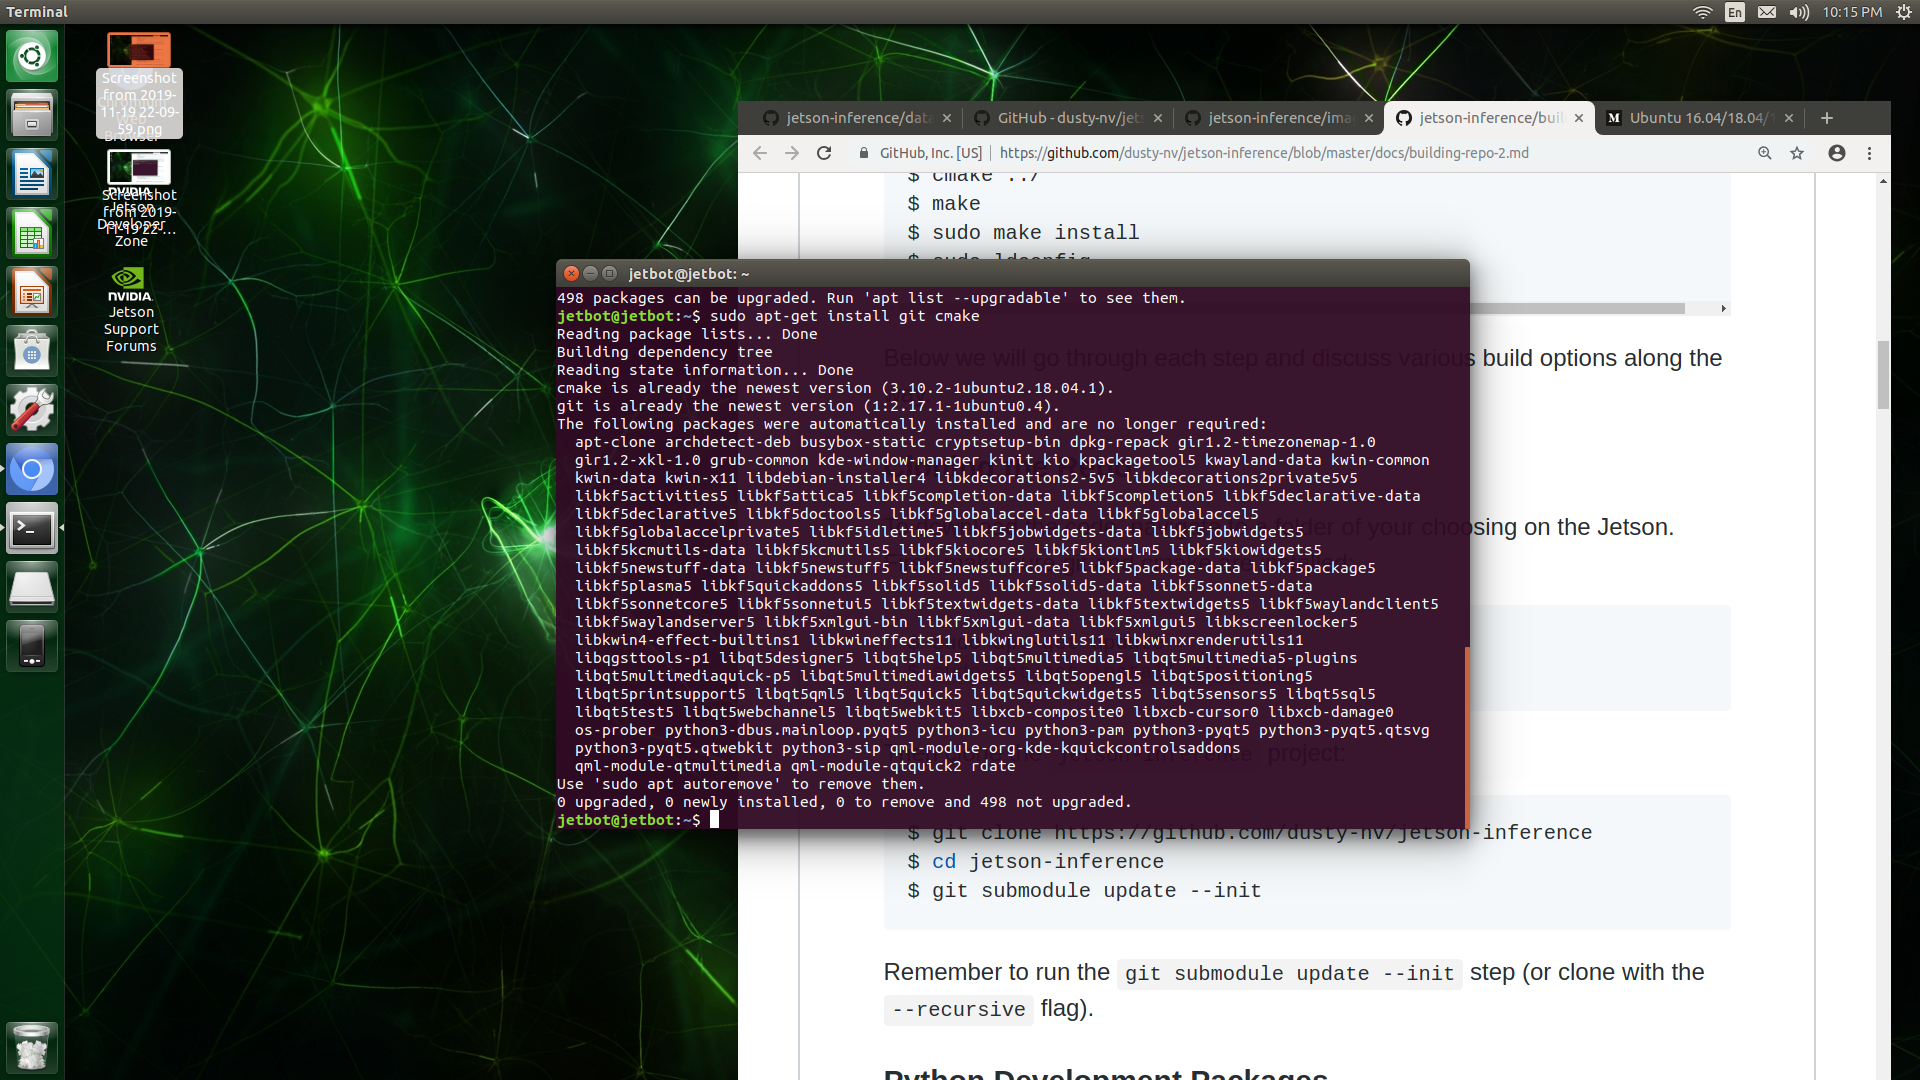 Terminal
En
10:15 PM
Screenshot
from 2019-
11-19 22-09-
59.png
Browser
NVIDIA
Screenshot
Jetson
from 2019-
Developer
11-19 22-...
Zone
NVIDIA.
Jetson
Support
Forums
jetson-inference/data
GitHub - dusty-nv/jets
jetson-inference/ima
jetson-inference/buil
M Ubuntu 16.04/18.04/1
GitHub, Inc. [US] | https://github.com/dusty-nv/jetson-inference/blob/master/docs/building-repo-2.md
$ cmake ../
$ make
$ sudo make install
$ sudo ldconfig
jetbot@jetbot: ~
498 packages can be upgraded. Run 'apt list --upgradable' to see them.
jetbot@jetbot:~$ sudo apt-get install git cmake
Reading package lists... Done
Building dependency tree
Reading state information... Done
cmake is already the newest version (3.10.2-1ubuntu2.18.04.1).
git is already the newest version (1:2.17.1-1ubuntu0.4).
The following packages were automatically installed and are no longer required:
apt-clone archdetect-deb busybox-static cryptsetup-bin dpkg-repack gir1.2-timezonemap-1.0
gir1.2-xkl-1.0 grub-common kde-window-manager kinit kio kpackagetool5 kwayland-data kwin-common
kwin-data kwin-x11 libdebian-installer4 libkdecorations2-5v5 libkdecorations2private5v5
libkf5activities5 libkf5attica5 libkf5completion-data libkf5completion5 libkf5declarative-data
libkf5declarative5 libkf5doctools5 libkf5globalaccel-data libkf5globalaccel5
libkf5globalaccelprivate5 libkf5idletime5 libkf5jobwidgets-data libkf5jobwidgets5
libkf5kcmutils-data libkf5kcmutils5 libkf5kiocore5 libkf5kiontlm5 libkf5kiowidgets5
libkf5newstuff-data libkf5newstuff5 libkf5newstuffcore5 libkf5package-data libkf5package5
libkf5plasma5 libkf5quickaddons5 libkf5solid5 libkf5solid5-data libkf5sonnet5-data
libkf5sonnetcore5 libkf5sonnetui5 libkf5textwidgets-data libkf5textwidgets5 libkf5waylandclient5
libkf5waylandserver5 libkf5xmlgui-bin libkf5xmlgui-data libkf5xmlgui5 libkscreenlocker5
libkwin4-effect-builtins1 libkwineffects11 libkwinglutils11 libkwinxrenderutils11
libqgsttools-p1 libqt5designer5 libqt5help5 libqt5multimedia5 libqt5multimedia5-plugins
libqt5multimediaquick-p5 libqt5multimediawidgets5 libqt5opengl5 libqt5positioning5
libqt5printsupport5 libqt5qml5 libqt5quick5 libqt5quickwidgets5 libqt5sensors5 libqt5sql5
libqt5test5 libqt5webchannel5 libqt5webkit5 libxcb-composite0 libxcb-cursor0 libxcb-damage0
os-prober python3-dbus.mainloop.pyqt5 python3-icu python3-pam python3-pyqt5 python3-pyqt5.qtsvg
python3-pyqt5.qtwebkit python3-sip qml-module-org-kde-kquickcontrolsaddons
qml-module-qtmultimedia qml-module-qtquick2 rdate
Use 'sudo apt autoremove' to remove them.
0 upgraded, 0 newly installed, 0 to remove and 498 not upgraded.
jetbot@jetbot:~$
Below we will go through each step and discuss various build options along the
folder of your choosing on the Jetson.
jetson-inference project:
$ git clone https://github.com/dusty-nv/jetson-inference
$ cd jetson-inference
$ git submodule update --init
Remember to run the git submodule update --init step (or clone with the
--recursive flag).
Python Development Packages